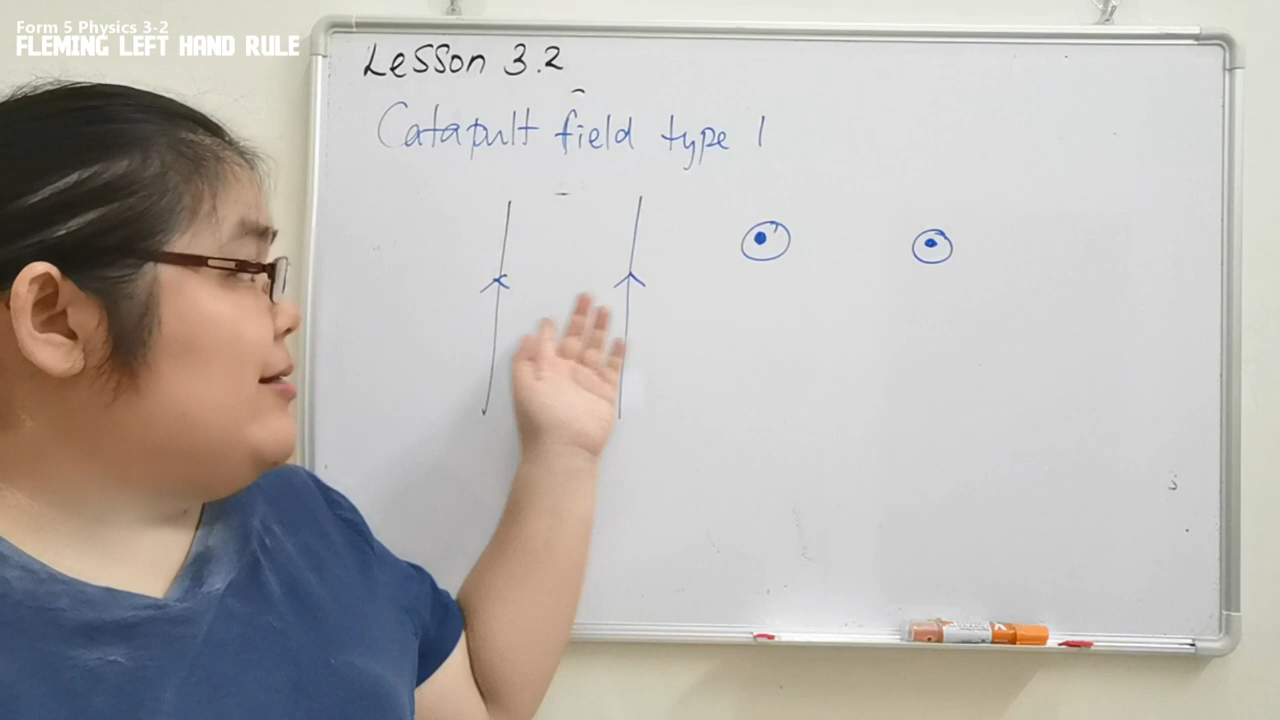 Form 5 Physics 3-2
FLEMING LEFT HAND RULE
Lesson 3.2
Catapult field type 1